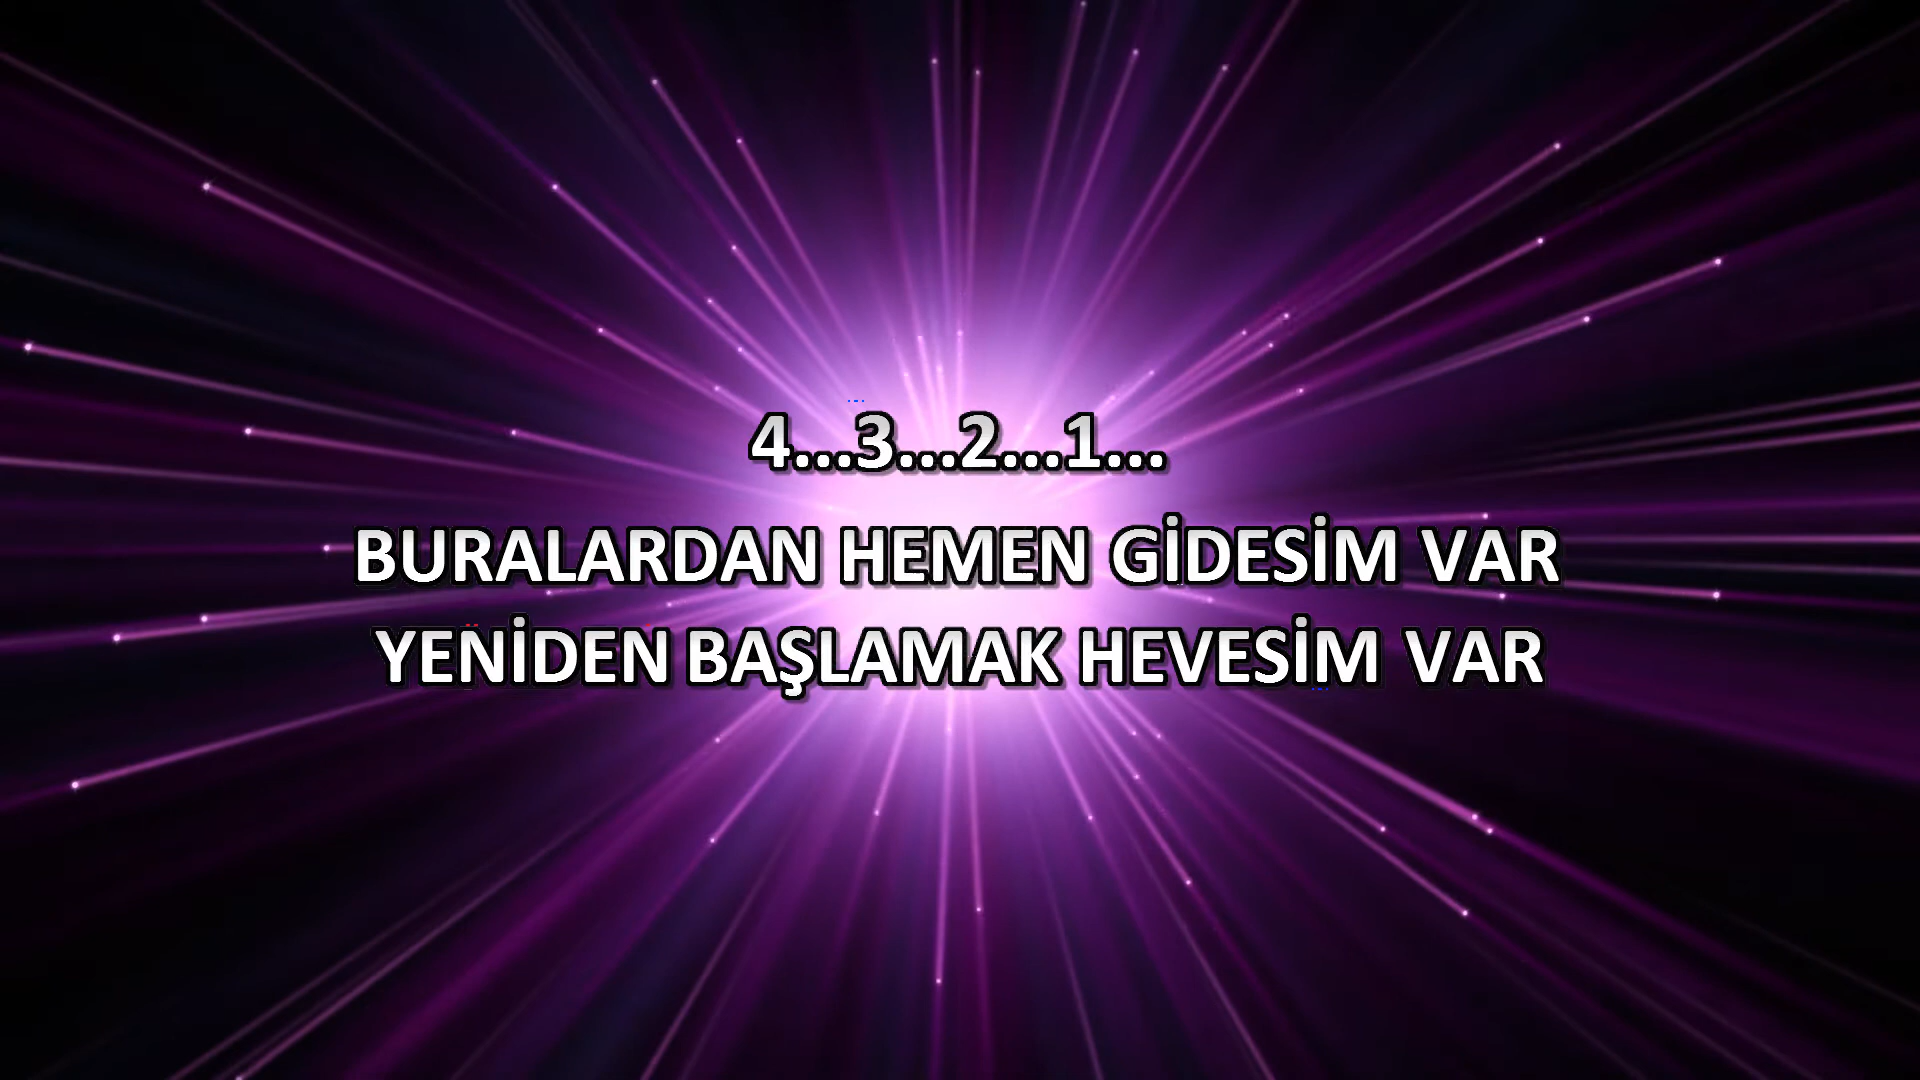 4...3...2...1...
BURALARDAN HEMEN GİDESİM VAR
YENİDEN BAŞLAMAK HEVESİM VAR